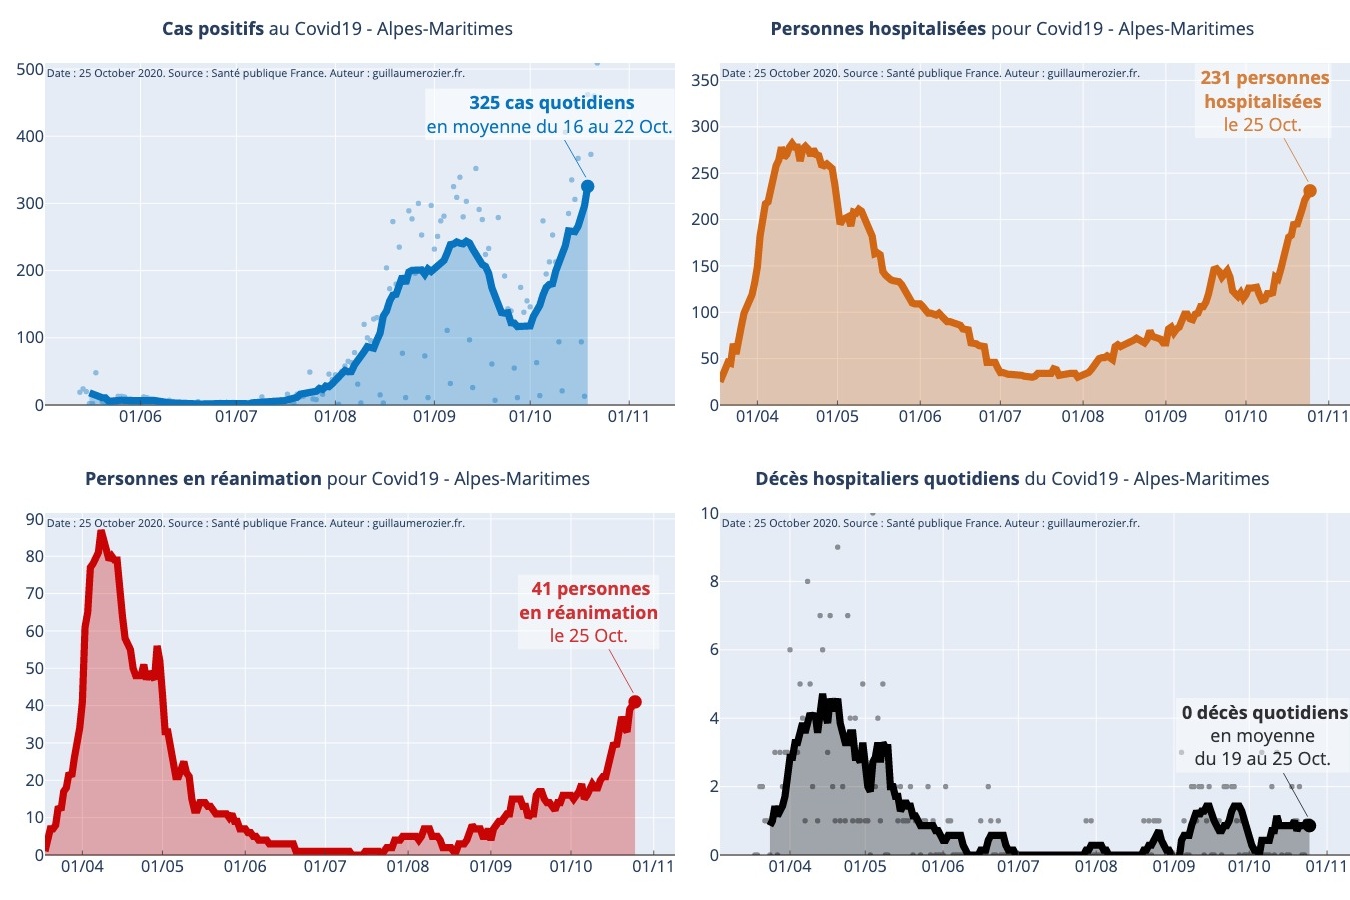 Cas positifs au Covid19 - Alpes-Maritimes
500
Date : 25 October 2020. Source : Santé publique France. Auteur : guillaumerozier.fr.
325 cas quotidiens
en moyenne du 16 au 22 Oct.
400
300
200
100
0
01/06 01/07 01/08 01/09 01/10 01/11
Personnes hospitalisées pour Covid19 - Alpes-Maritimes
350
Date : 25 October 2020. Source : Santé publique France. Auteur : guillaumerozier.fr.
231 personnes
hospitalisées
le 25 Oct.
300
250
200
150
100
50
0
01/04 01/05 01/06 01/07 01/08 01/09 01/10 01/11
Personnes en réanimation pour Covid19 - Alpes-Maritimes
90
Date : 25 October 2020. Source : Santé publique France. Auteur : guillaumerozier.fr.
80
70
41 personnes
en réanimation
le 25 Oct.
60
50
40
30
20
10
0
01/04 01/05 01/06 01/07 01/08 01/09 01/10 01/11
Décès hospitaliers quotidiens du Covid19 - Alpes-Maritimes
10
Date : 25 October 2020. Source : Santé publique France. Auteur : guillaumerozier.fr.
8
6
4
0 décès quotidiens
en moyenne
du 19 au 25 Oct.
2
0
01/04 01/05 01/06 01/07 01/08 01/09 01/10 01/11